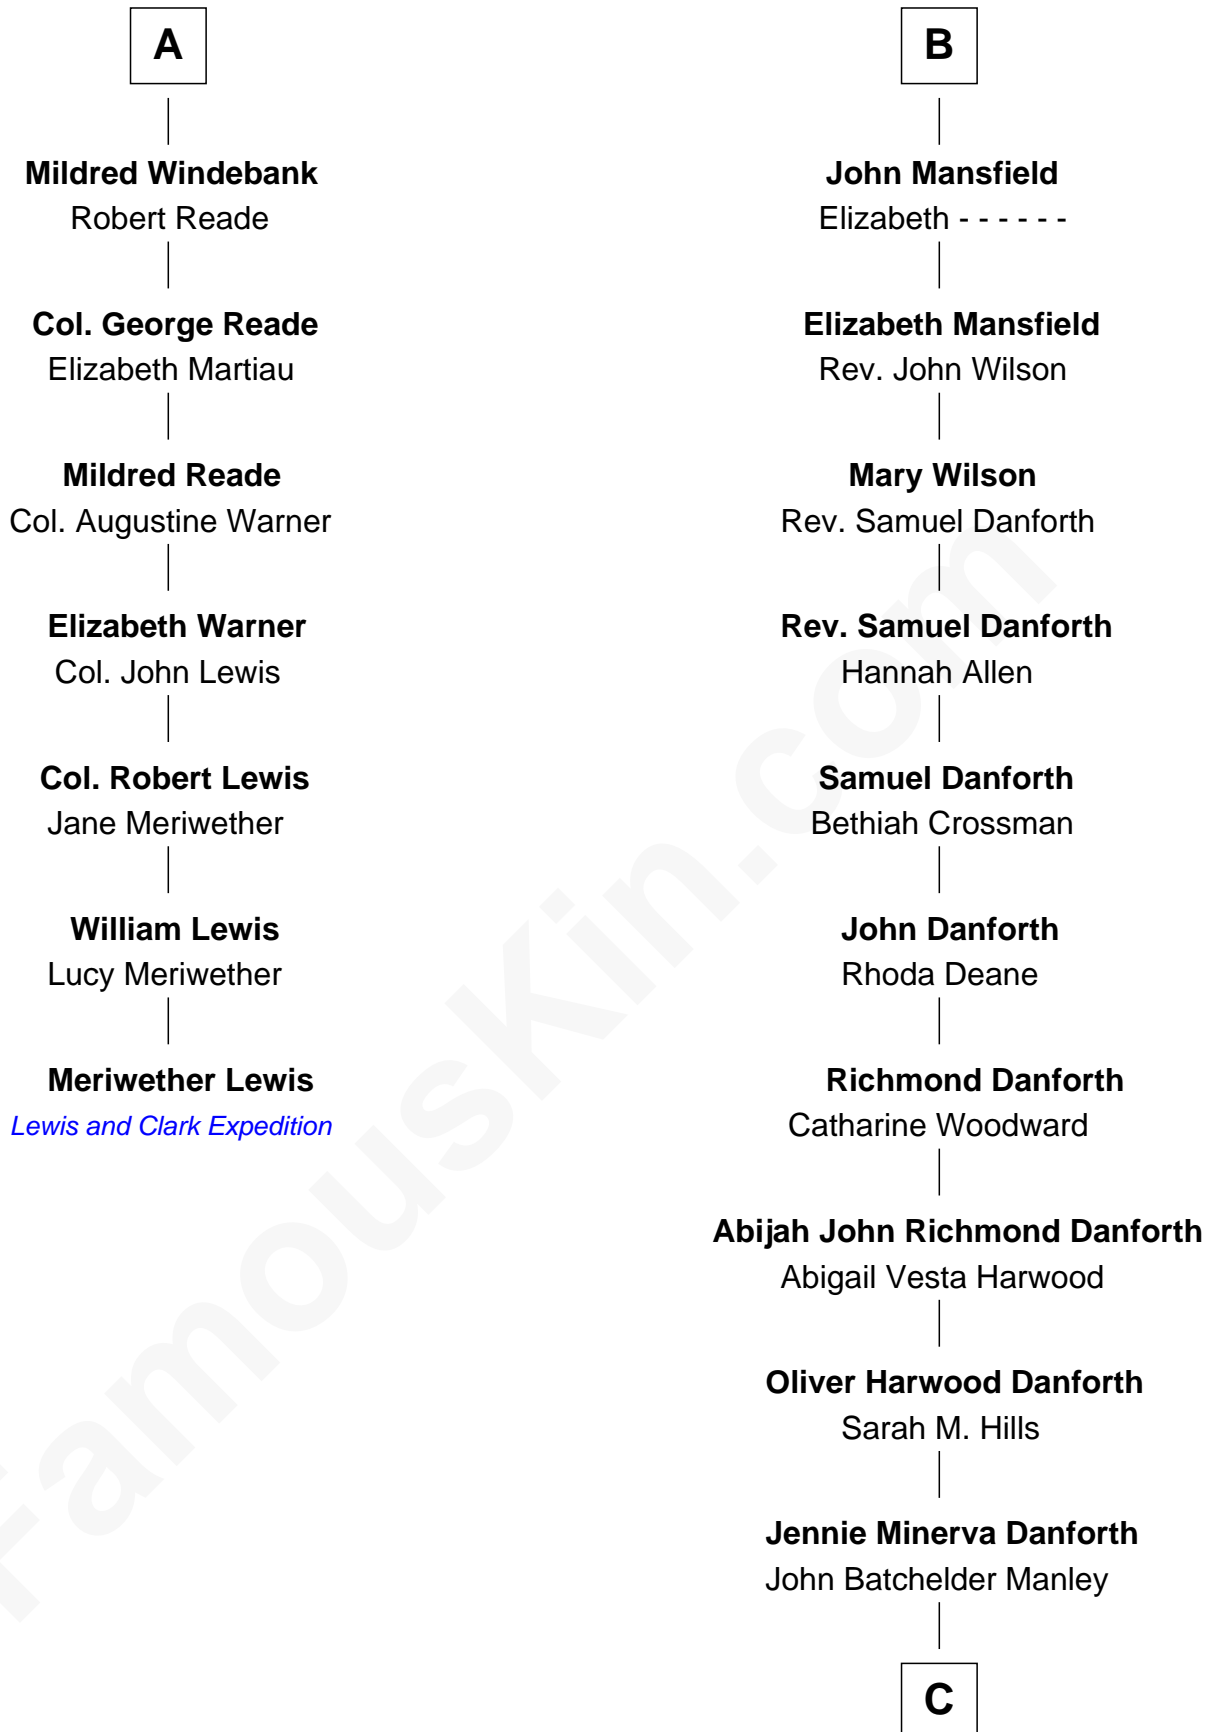 A
Mildred Windebank
Robert Reade
Col. George Reade
Elizabeth Martiau
Mildred Reade
Col. Augustine Warner
Elizabeth Warner
Col. John Lewis
Col. Robert Lewis
Jane Meriwether
William Lewis
Lucy Meriwether
Meriwether Lewis
Lewis and Clark Expedition
B
John Mansfield
Elizabeth - - - - - -
Elizabeth Mansfield
Rev. John Wilson
Mary Wilson
Rev. Samuel Danforth
Rev. Samuel Danforth
Hannah Allen
Samuel Danforth
Bethiah Crossman
John Danforth
Rhoda Deane
Richmond Danforth
Catharine Woodward
Abijah John Richmond Danforth
Abigail Vesta Harwood
Oliver Harwood Danforth
Sarah M. Hills
Jennie Minerva Danforth
John Batchelder Manley
C
FamousKin.com